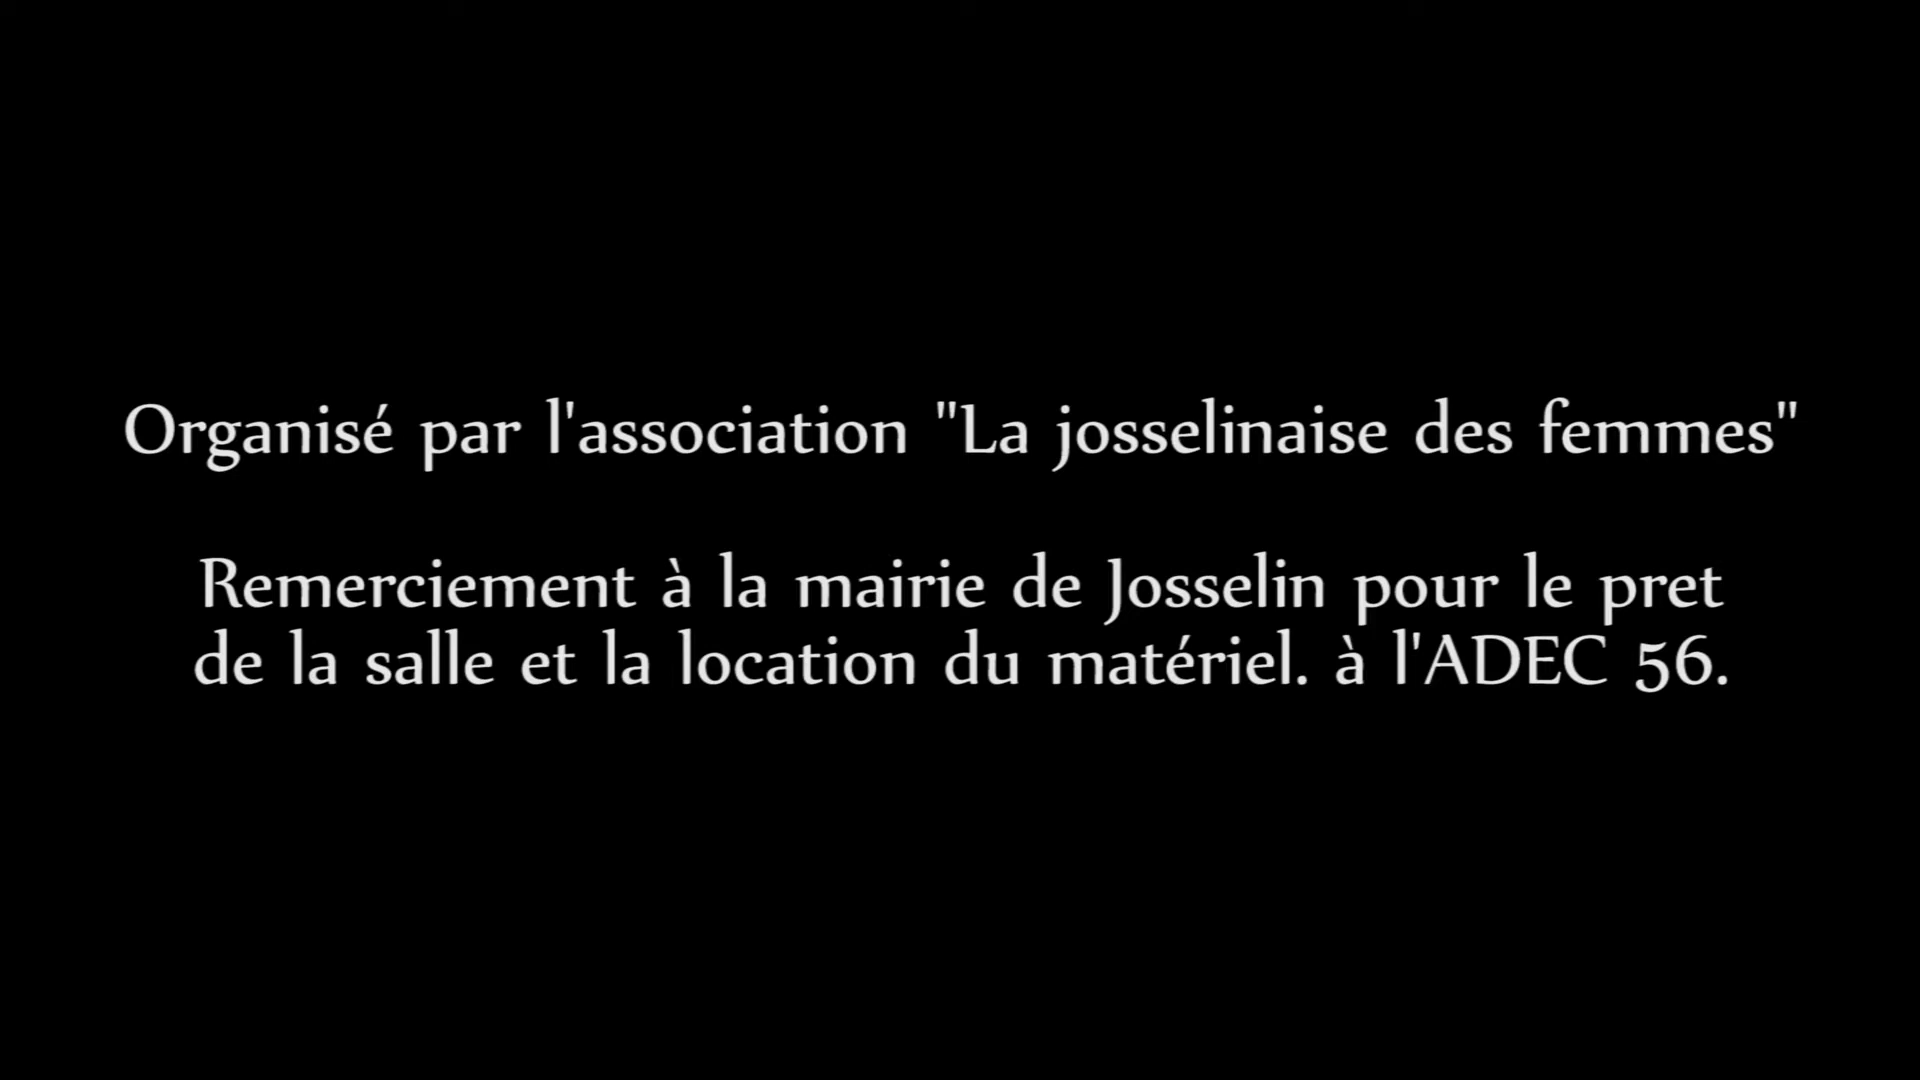 Organisé par l'association "La josselinaise des femmes"
Remerciement à la mairie de Josselin pour le pret
de la salle et la location du matériel. à l'ADEC 56.